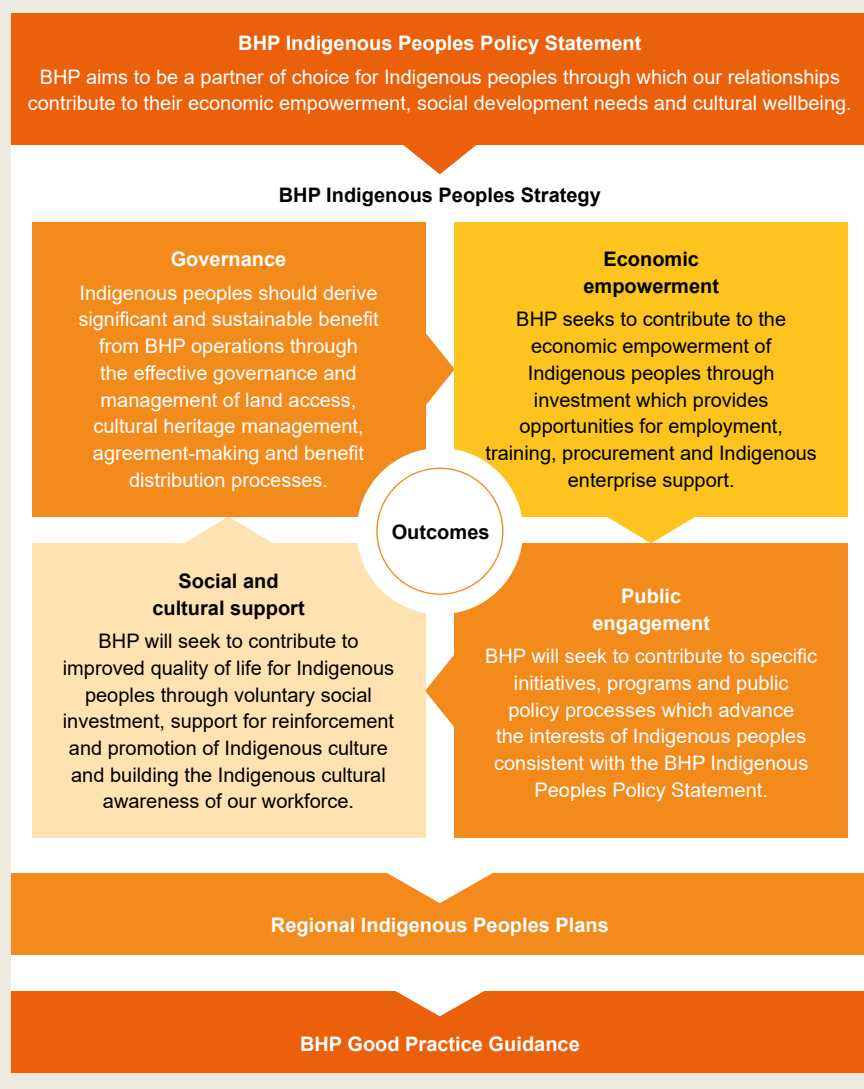 BHP Indigenous Peoples Policy Statement
BHP aims to be a partner of choice for Indigenous peoples through which our relationships
contribute to their economic empowerment, social development needs and cultural wellbeing.
BHP Indigenous Peoples Strategy
Governance
Indigenous peoples should derive
significant and sustainable benefit
from BHP operations through
the effective governance and
management of land access,
cultural heritage management,
agreement-making and benefit
distribution processes.
Economic
empowerment
BHP seeks to contribute to the
economic empowerment of
Indigenous peoples through
investment which provides
opportunities for employment,
training, procurement and Indigenous
enterprise support.
Outcomes
Social and
cultural support
BHP will seek to contribute to
improved quality of life for Indigenous
peoples through voluntary social
investment, support for reinforcement
and promotion of Indigenous culture
and building the Indigenous cultural
awareness of our workforce.
Public
engagement
BHP will seek to contribute to specific
initiatives, programs and public
policy processes which advance
the interests of Indigenous peoples
consistent with the BHP Indigenous
Peoples Policy Statement.
Regional Indigenous Peoples Plans
BHP Good Practice Guidance